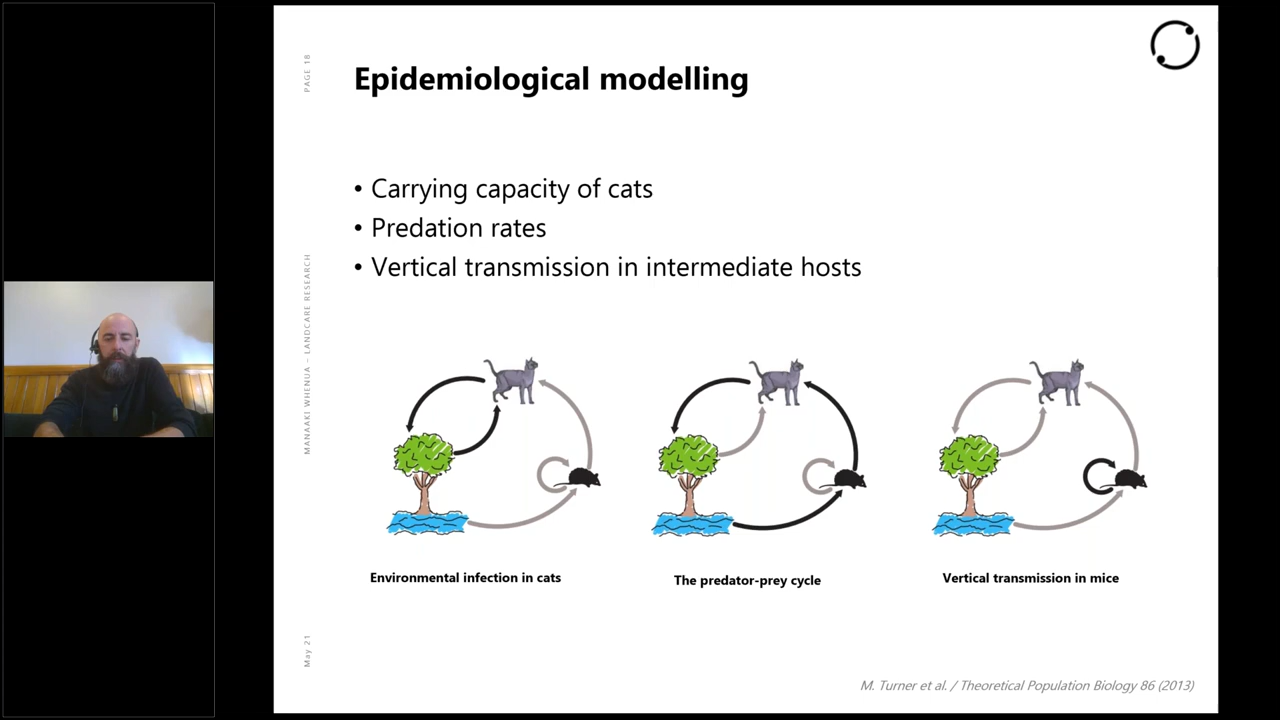 PAGE 18
Epidemiological modelling
• Carrying capacity of cats
• Predation rates
• Vertical transmission in intermediate hosts
MANAAKI WHENUA – LANDCARE RESEARCH
Environmental infection in cats
The predator-prey cycle
Vertical transmission in mice
May 21
M. Turner et al. / Theoretical Population Biology 86 (2013)